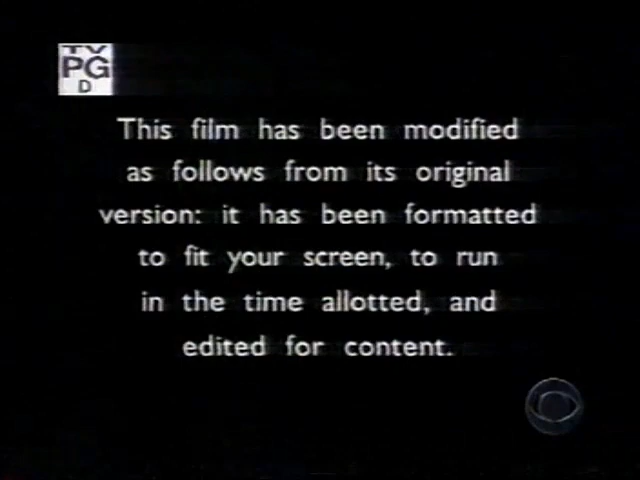 TV
PG
D
This film has been modified
as follows from its original
version: it has been formatted
to fit your screen, to run
in the time allotted, and
edited for content.